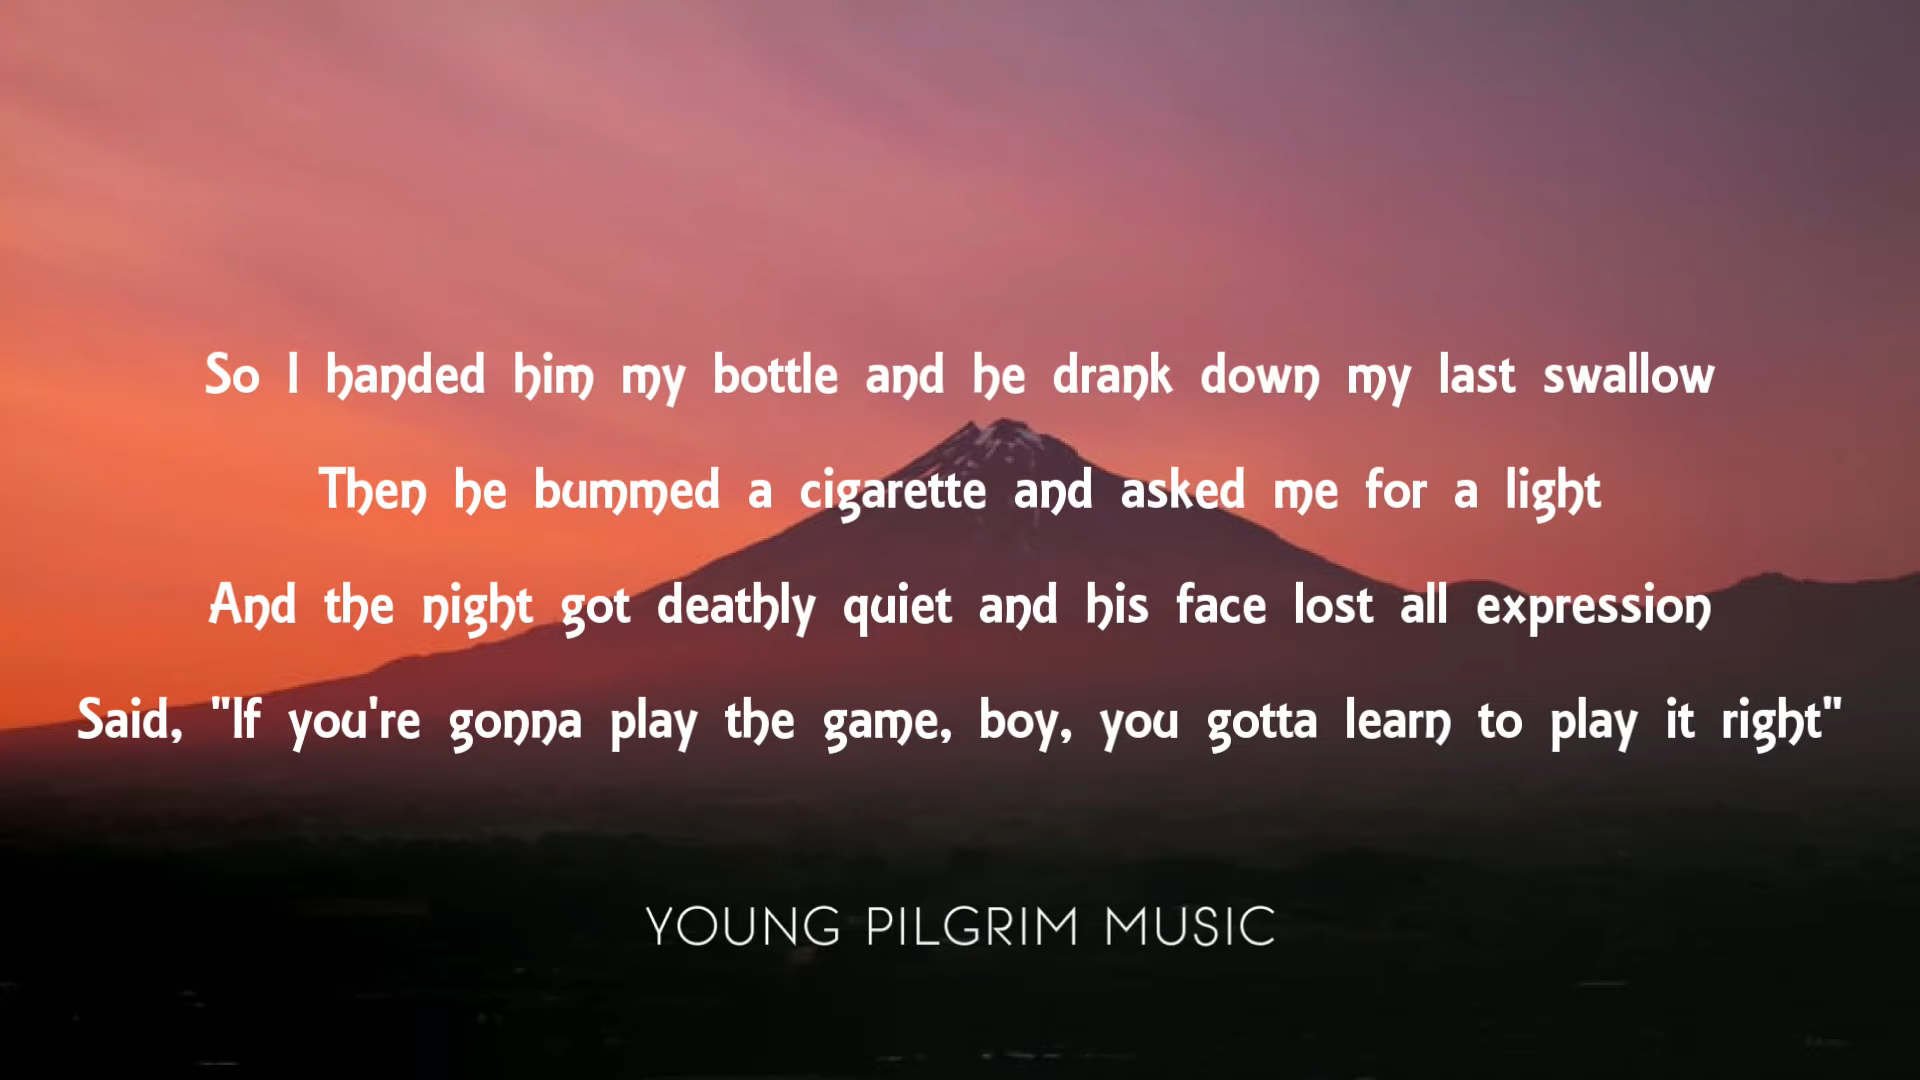 So I handed him my bottle and he drank down my last swallow
Then he bummed a cigarette and asked me for a light
And the night got deathly quiet and his face lost all expression
Said, "If you're gonna play the game, boy, you gotta learn to play it right"
YOUNG PILGRIM MUSIC